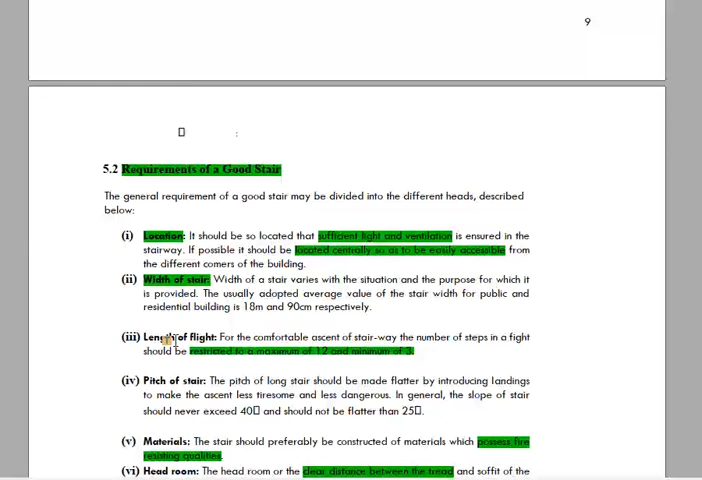 9
:
5.2 Requirements of a Good Stair
The general requirement of a good stair may be divided into the different heads, described
below:
(i) Location: It should be so located that sufficient light and ventilation is ensured in the
stairway. If possible it should be located centrally so as to be easily accessible from
the different corners of the building.
(ii) Width of stair: Width of a stair varies with the situation and the purpose for which it
is provided. The usually adopted average value of the stair width for public and
residential building is 18m and 90cm respectively.
(iii) Length of flight: For the comfortable ascent of stair-way the number of steps in a fight
should be restricted to a maximum of 12 and minimum of 3.
(iv) Pitch of stair: The pitch of long stair should be made flatter by introducing landings
to make the ascent less tiresome and less dangerous. In general, the slope of stair
should never exceed 40 and should not be flatter than 25.
(v) Materials: The stair should preferably be constructed of materials which possess fire
resisting qualities.
(vi) Head room: The head room or the clear distance between the tread and soffit of the